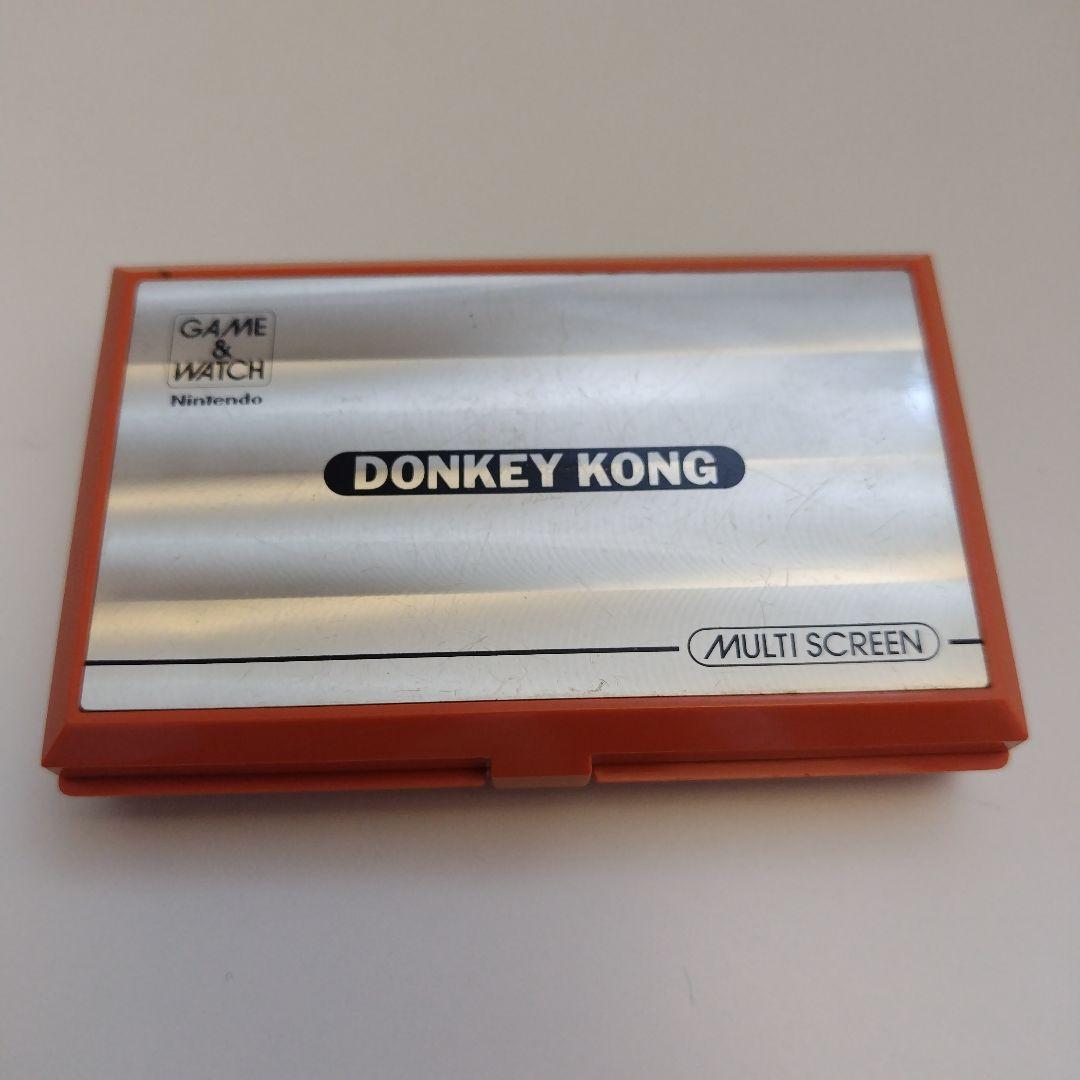 GAME
&
WATCH
Nintendo
DONKEY KONG
MULTI SCREEN